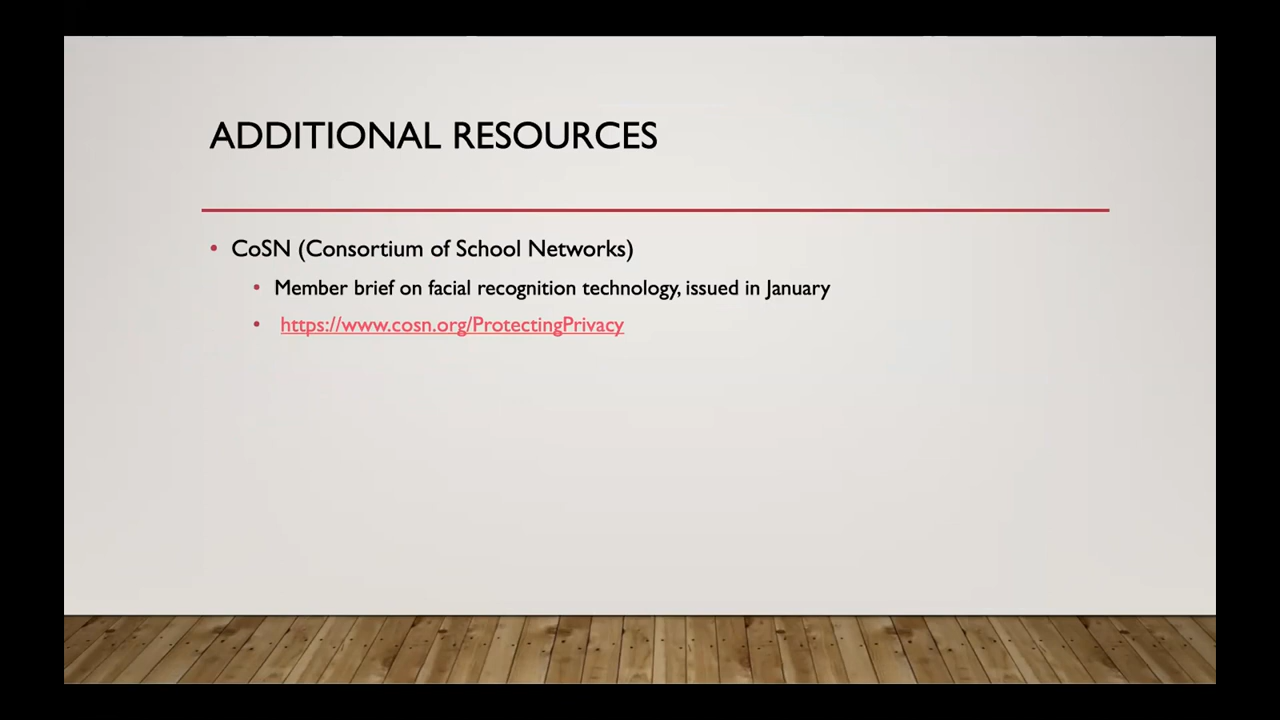 ADDITIONAL RESOURCES
• CoSN (Consortium of School Networks)
• Member brief on facial recognition technology, issued in January
• https://www.cosn.org/ProtectingPrivacy